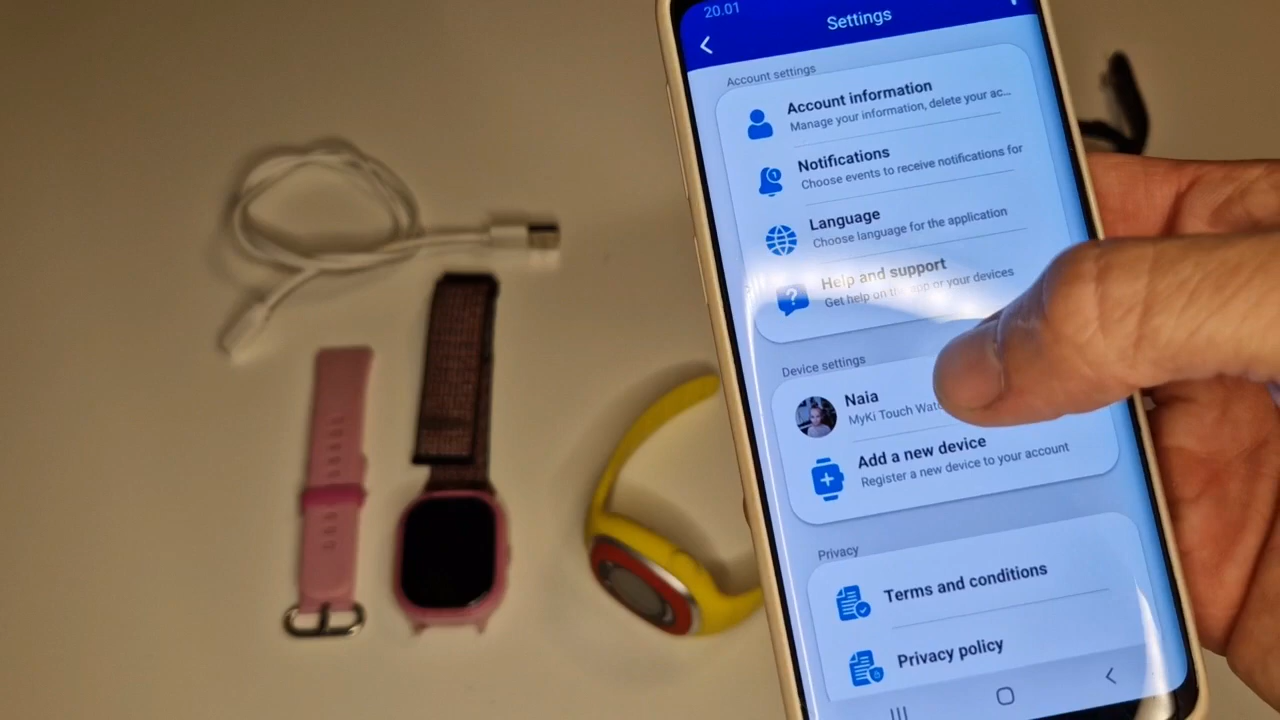 20.01
Settings
Account settings
Account information
Manage your information, delete your ac...
Notifications
Choose events to receive notifications for
Language
Choose language for the application
Help and support
Get help on the app or your devices
Device settings
Naia
MyKi Touch
Add a new device
Register a new device to your account
Privacy
Terms and conditions
Privacy policy